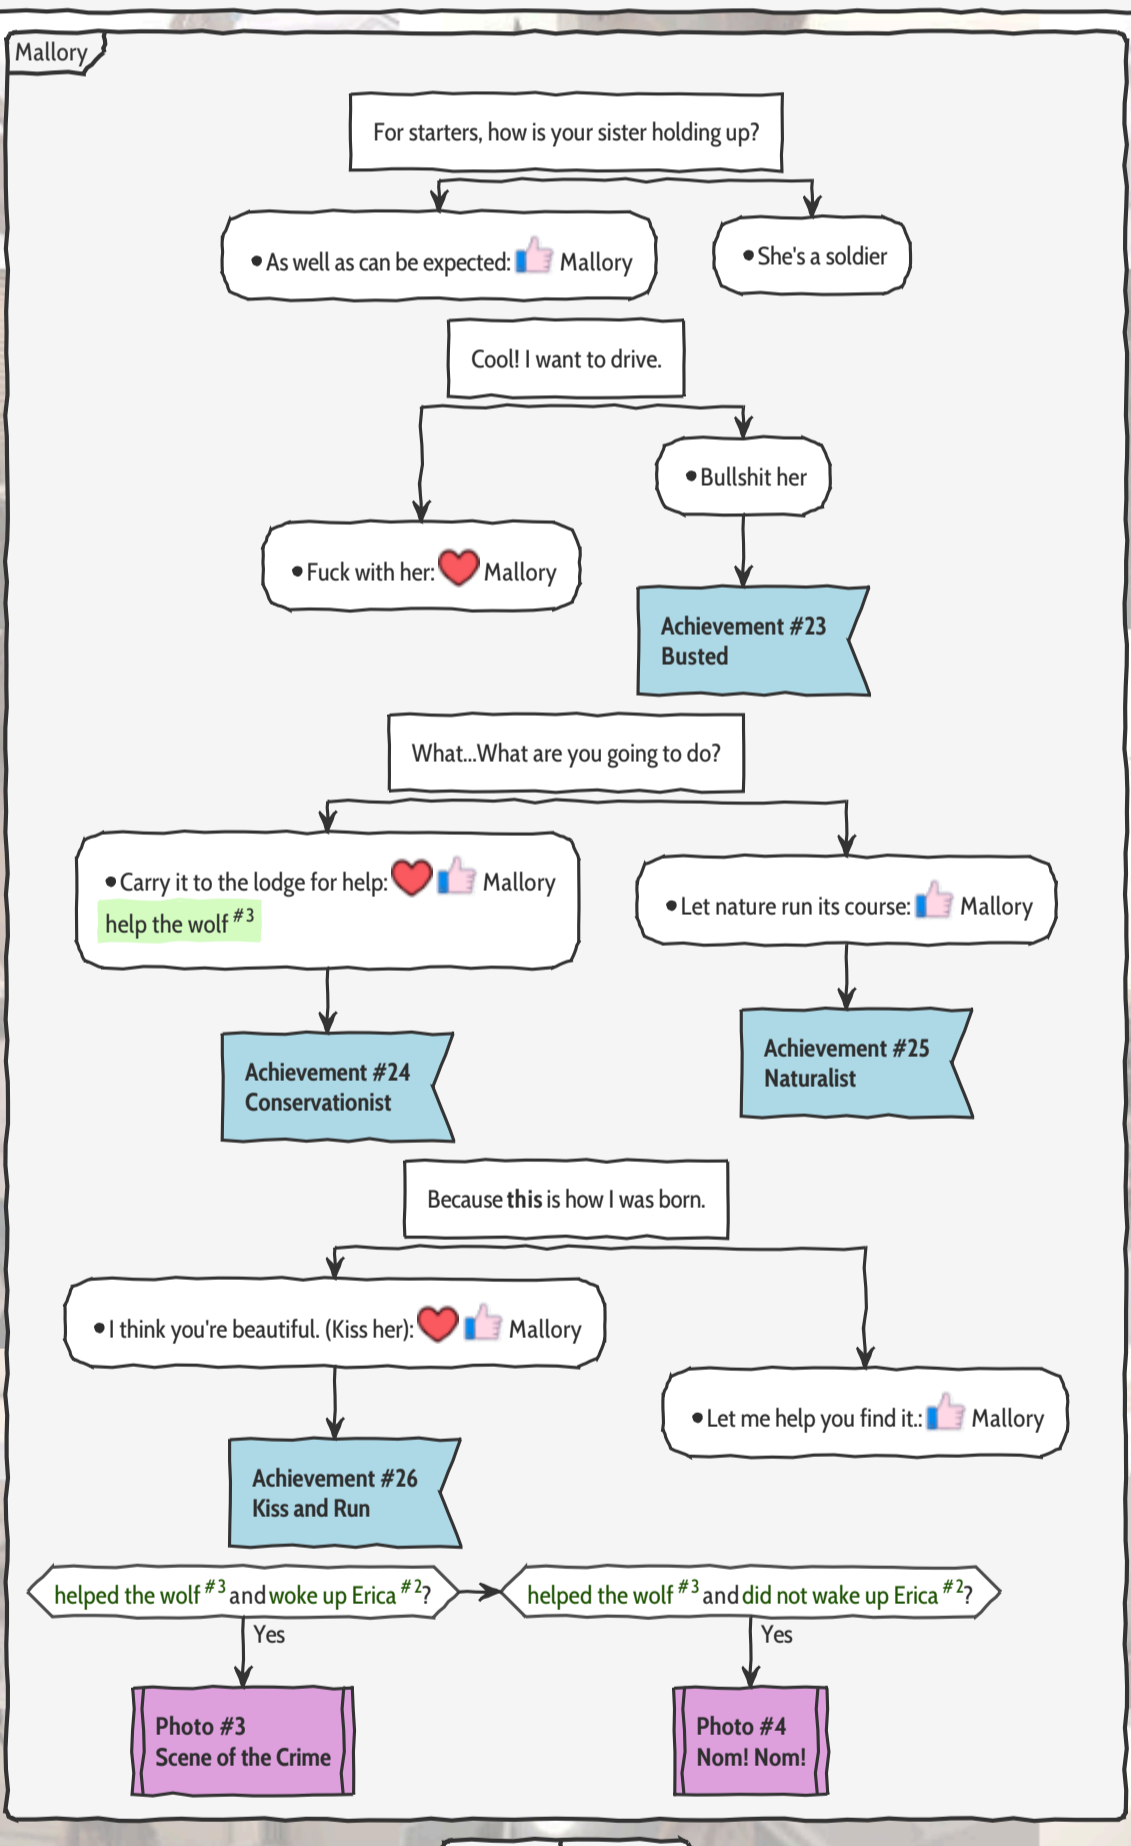 Mallory
For starters, how is your sister holding up?
•As well as can be expected: Mallory
•She's a soldier
Cool! I want to drive.
•Bullshit her
•Fuck with her: Mallory
Achievement #23
Busted
What...What are you going to do?
•Carry it to the lodge for help: Mallory
help the wolf #3
•Let nature run its course: Mallory
Achievement #24
Conservationist
Achievement #25
Naturalist
Because this is how I was born.
•I think you're beautiful. (Kiss her): Mallory
•Let me help you find it.: Mallory
Achievement #26
Kiss and Run
helped the wolf #3 and woke up Erica #2?
helped the wolf #3 and did not wake up Erica #2?
Yes
Yes
Photo #3
Scene of the Crime
Photo #4
Nom! Nom!